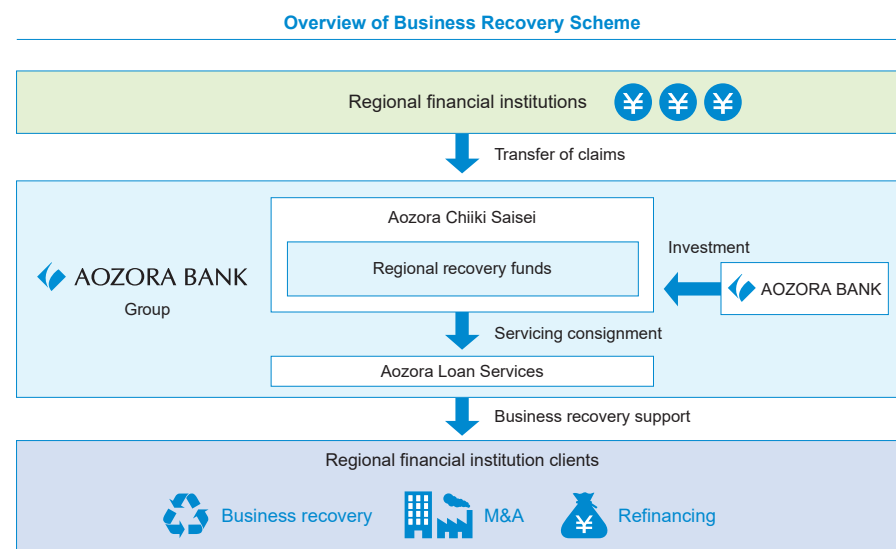 Overview of Business Recovery Scheme
Regional financial institutions ¥ ¥ ¥
Transfer of claims
Aozora Chiiki Saisei
Regional recovery funds
AOZORA BANK
Group
Investment
AOZORA BANK
Servicing consignment
Aozora Loan Services
Business recovery support
Regional financial institution clients
Business recovery
M&A
¥
Refinancing